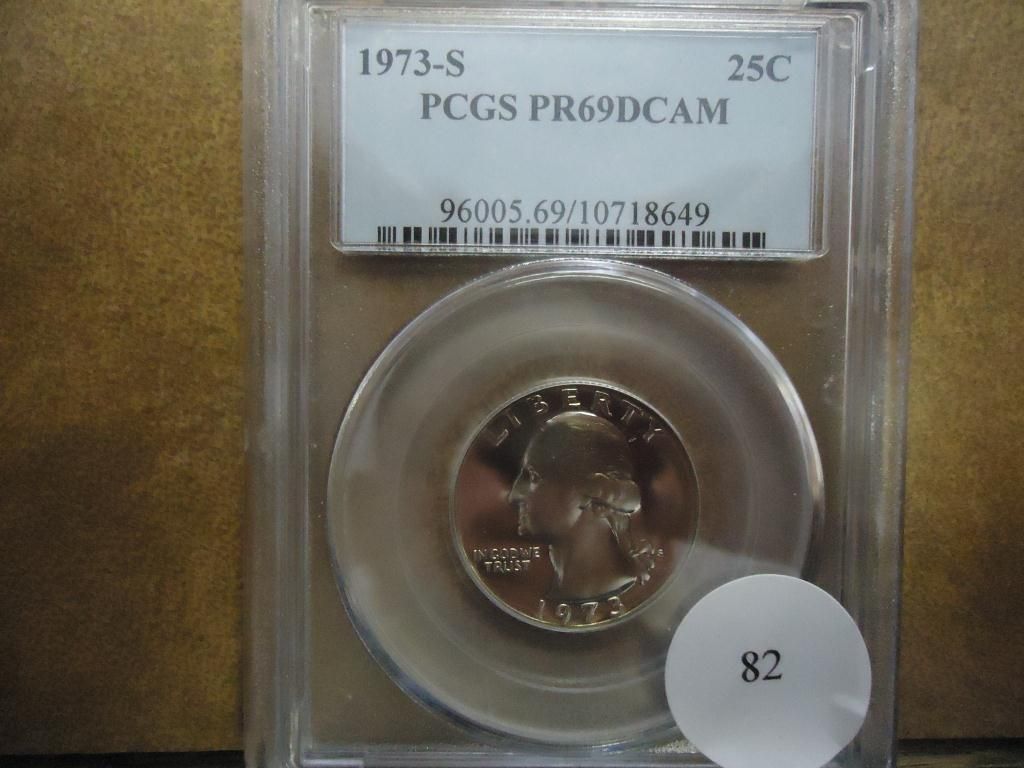 1973-S 25C
PCGS PR69DCAM
96005.69/10718649
LIBERTY
IN GOD WE
TRUST
S
1973
82